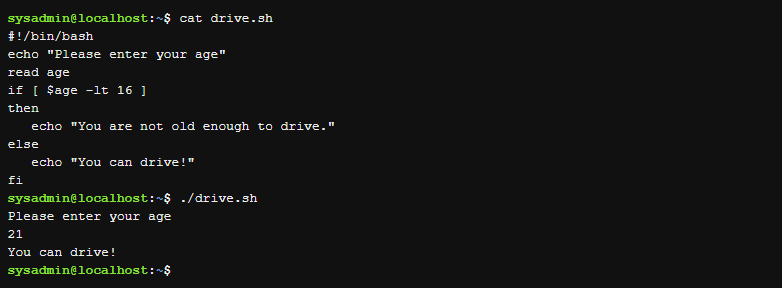 sysadmin@localhost:~$ cat drive.sh
#!/bin/bash
echo "Please enter your age"
read age
if [ $age -lt 16 ]
then
   echo "You are not old enough to drive."
else
   echo "You can drive!"
fi
sysadmin@localhost:~$ ./drive.sh
Please enter your age
21
You can drive!
sysadmin@localhost:~$